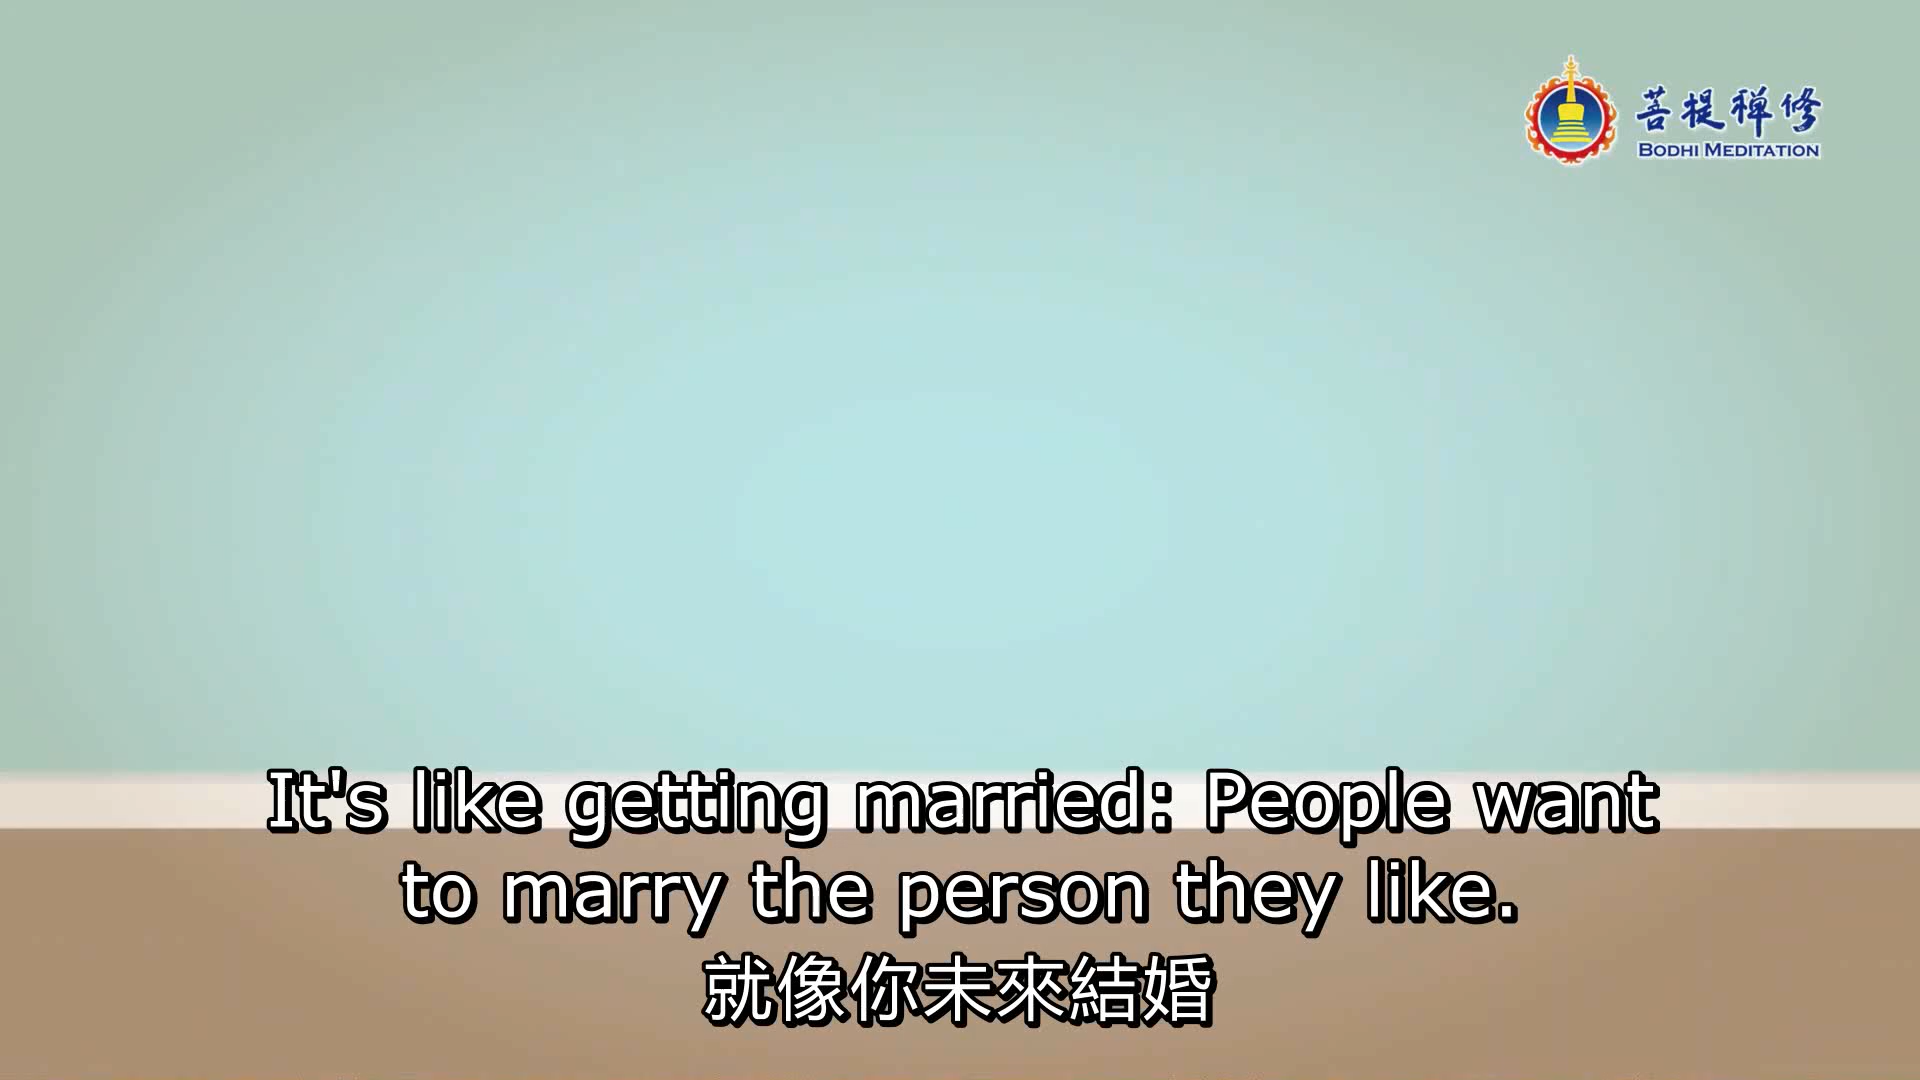 菩提禪修
BODHI MEDITATION
It's like getting married: People want
to marry the person they like.
就像你未來結婚